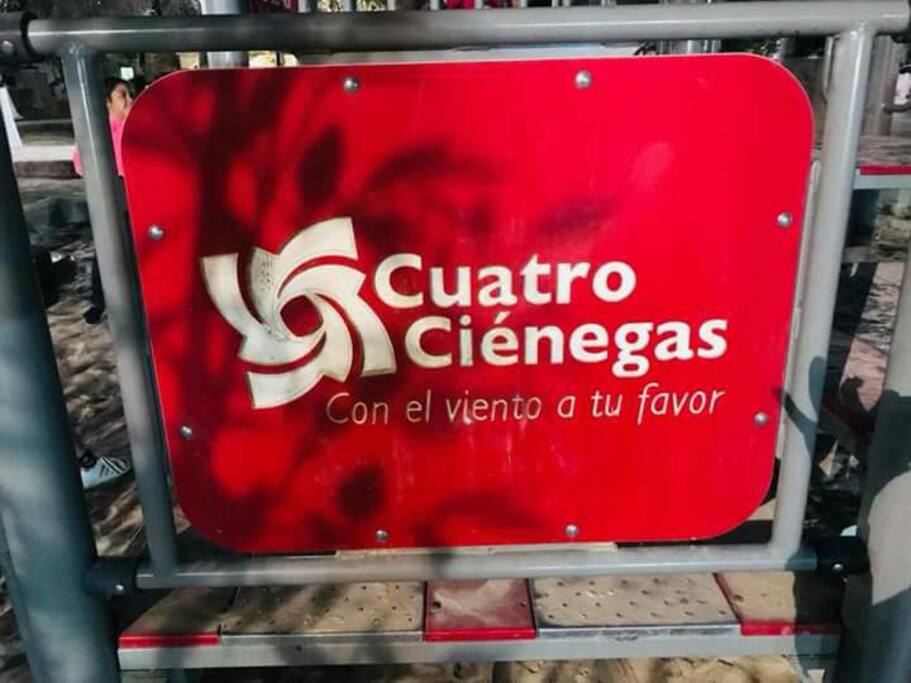 Cuatro
Ciénegas
Con el viento a tu favor